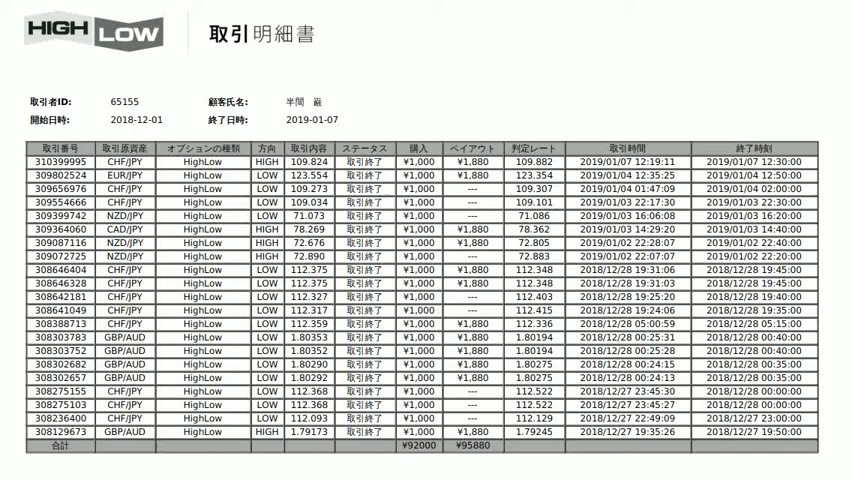 HIGH LOW 取引明細書
取引者ID: 65155 顧客氏名: 半間 巌
開始日時: 2018-12-01 終了日時: 2019-01-07
取引番号 取引原資産 オプションの種類 方向 取引内容 ステータス 購入 ペイアウト 判定レート 取引時間 終了時刻
310399995 CHF/JPY HighLow HIGH 109.824 取引終了 ¥1,000 ¥1,880 109.882 2019/01/07 12:19:11 2019/01/07 12:30:00
309802524 EUR/JPY HighLow LOW 123.554 取引終了 ¥1,000 ¥1,880 123.354 2019/01/04 12:35:25 2019/01/04 12:50:00
309656976 CHF/JPY HighLow LOW 109.273 取引終了 ¥1,000 --- 109.307 2019/01/04 01:47:09 2019/01/04 02:00:00
309554666 CHF/JPY HighLow LOW 109.034 取引終了 ¥1,000 --- 109.101 2019/01/03 22:17:30 2019/01/03 22:30:00
309399742 NZD/JPY HighLow LOW 71.073 取引終了 ¥1,000 --- 71.086 2019/01/03 16:06:08 2019/01/03 16:20:00
309364060 CAD/JPY HighLow HIGH 78.269 取引終了 ¥1,000 ¥1,880 78.362 2019/01/03 14:29:20 2019/01/03 14:40:00
309087116 NZD/JPY HighLow HIGH 72.676 取引終了 ¥1,000 ¥1,880 72.805 2019/01/02 22:28:07 2019/01/02 22:40:00
309072725 NZD/JPY HighLow HIGH 72.890 取引終了 ¥1,000 --- 72.883 2019/01/02 22:07:07 2019/01/02 22:20:00
308646404 CHF/JPY HighLow LOW 112.375 取引終了 ¥1,000 ¥1,880 112.348 2018/12/28 19:31:06 2018/12/28 19:45:00
308646328 CHF/JPY HighLow LOW 112.375 取引終了 ¥1,000 ¥1,880 112.348 2018/12/28 19:31:03 2018/12/28 19:45:00
308642181 CHF/JPY HighLow LOW 112.327 取引終了 ¥1,000 --- 112.403 2018/12/28 19:25:20 2018/12/28 19:40:00
308641049 CHF/JPY HighLow LOW 112.317 取引終了 ¥1,000 --- 112.415 2018/12/28 19:24:06 2018/12/28 19:35:00
308388713 CHF/JPY HighLow LOW 112.359 取引終了 ¥1,000 ¥1,880 112.336 2018/12/28 05:00:59 2018/12/28 05:15:00
308303783 GBP/AUD HighLow LOW 1.80353 取引終了 ¥1,000 ¥1,880 1.80194 2018/12/28 00:25:31 2018/12/28 00:40:00
308303752 GBP/AUD HighLow LOW 1.80352 取引終了 ¥1,000 ¥1,880 1.80194 2018/12/28 00:25:28 2018/12/28 00:40:00
308302682 GBP/AUD HighLow LOW 1.80290 取引終了 ¥1,000 ¥1,880 1.80275 2018/12/28 00:24:15 2018/12/28 00:35:00
308302657 GBP/AUD HighLow LOW 1.80292 取引終了 ¥1,000 ¥1,880 1.80275 2018/12/28 00:24:13 2018/12/28 00:35:00
308275155 CHF/JPY HighLow LOW 112.368 取引終了 ¥1,000 --- 112.522 2018/12/27 23:45:30 2018/12/28 00:00:00
308275103 CHF/JPY HighLow LOW 112.368 取引終了 ¥1,000 --- 112.522 2018/12/27 23:45:27 2018/12/28 00:00:00
308236400 CHF/JPY HighLow LOW 112.093 取引終了 ¥1,000 --- 112.129 2018/12/27 22:49:09 2018/12/27 23:00:00
308129673 GBP/AUD HighLow HIGH 1.79173 取引終了 ¥1,000 ¥1,880 1.79245 2018/12/27 19:35:26 2018/12/27 19:50:00
合計 ¥92000 ¥95880